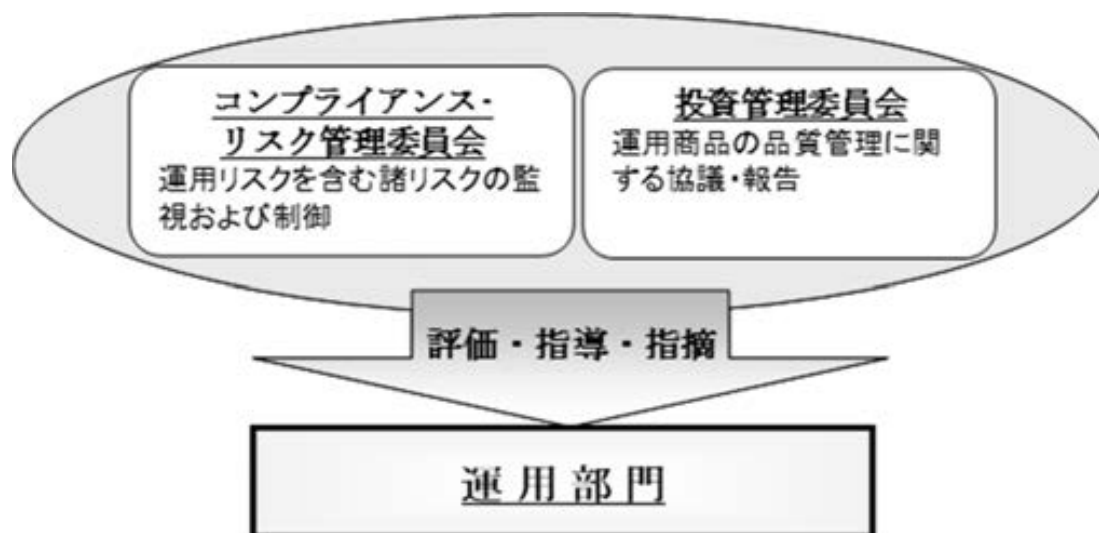 コンプライアンス・
リスク管理委員会
運用リスクを含む諸リスクの監
視および制御
投資管理委員会
運用商品の品質管理に関
する協議・報告
評価・指導・指摘
運用部門